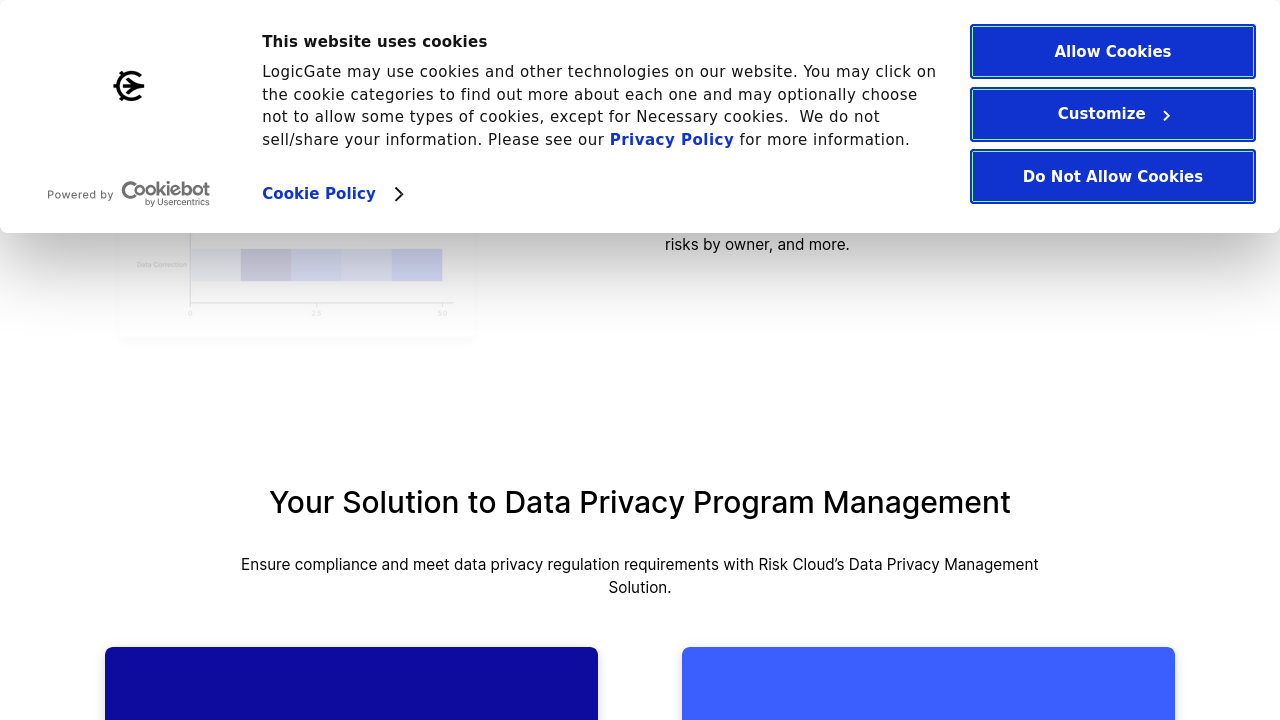 This website uses cookies
LogicGate may use cookies and other technologies on our website. You may click on
the cookie categories to find out more about each one and may optionally choose
not to allow some types of cookies, except for Necessary cookies.  We do not
sell/share your information. Please see our Privacy Policy for more information.
Cookie Policy
Powered by Cookiebot
by Usercentrics
Allow Cookies
Customize
Do Not Allow Cookies
risks by owner, and more.
Data Correction
0 2.5 5.0
Your Solution to Data Privacy Program Management
Ensure compliance and meet data privacy regulation requirements with Risk Cloud’s Data Privacy Management
Solution.